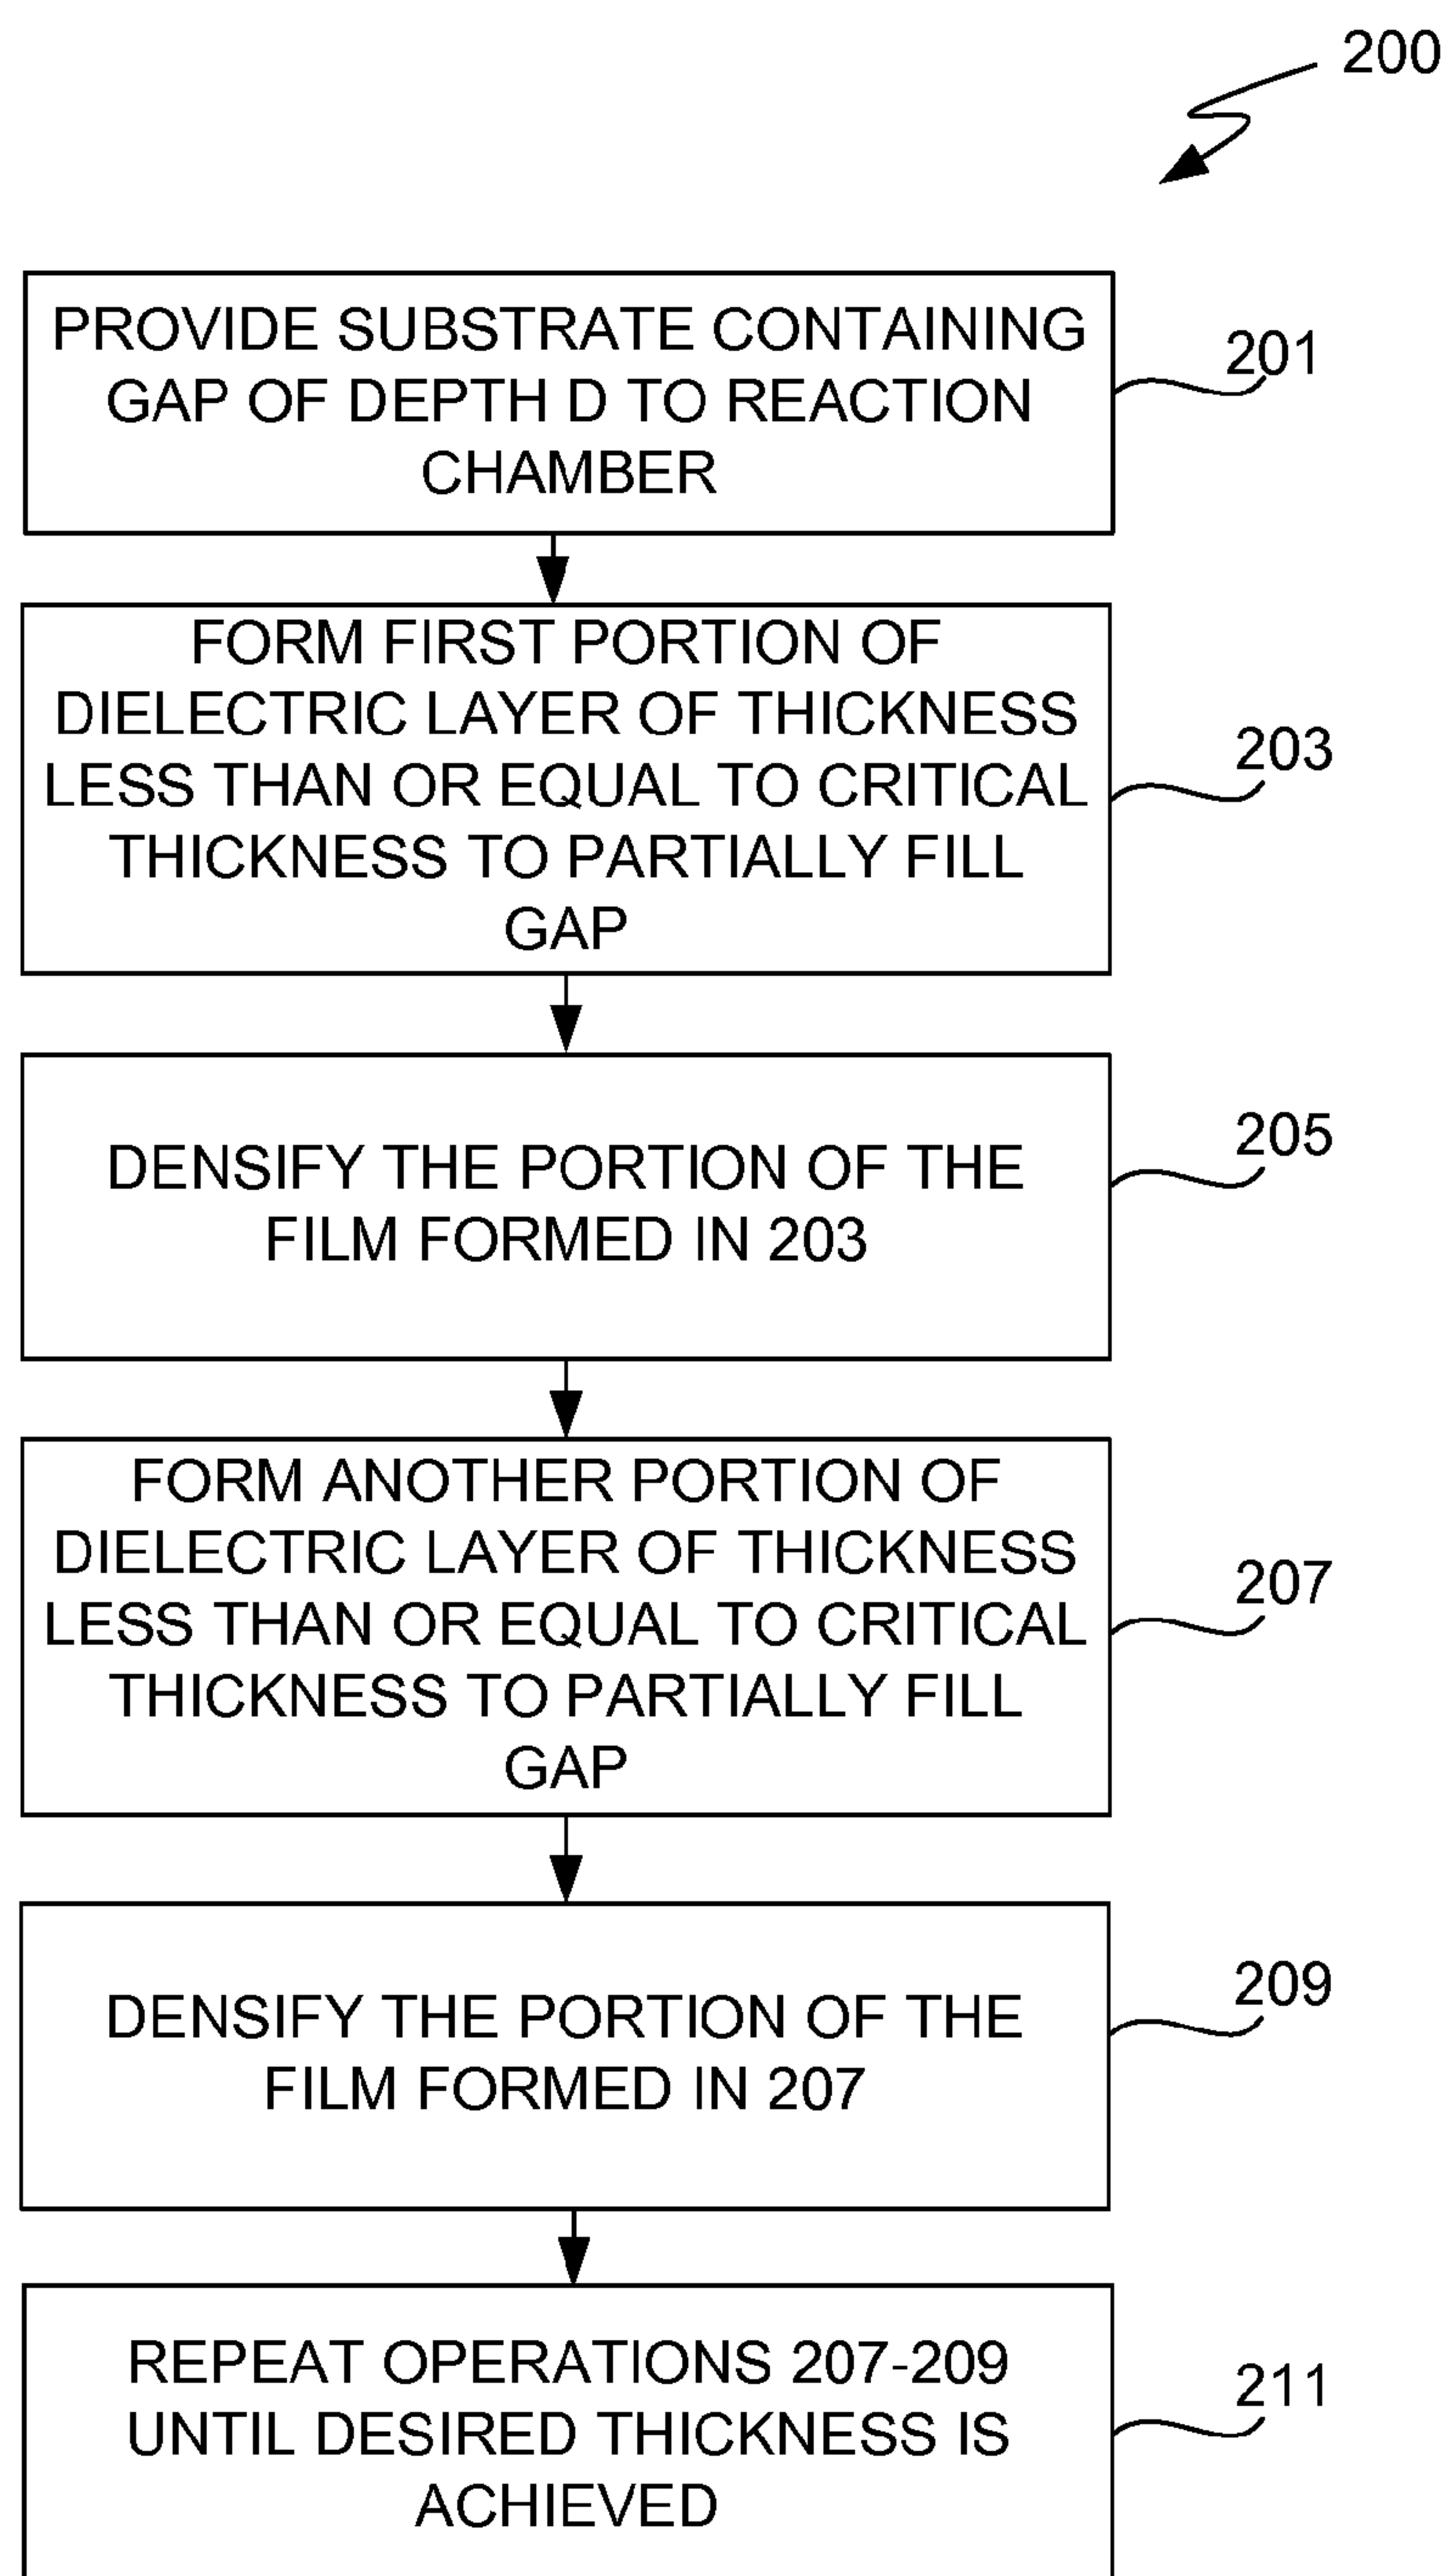 200
PROVIDE SUBSTRATE CONTAINING
GAP OF DEPTH D TO REACTION
CHAMBER
201
FORM FIRST PORTION OF
DIELECTRIC LAYER OF THICKNESS
LESS THAN OR EQUAL TO CRITICAL
THICKNESS TO PARTIALLY FILL
GAP
203
DENSIFY THE PORTION OF THE
FILM FORMED IN 203
205
FORM ANOTHER PORTION OF
DIELECTRIC LAYER OF THICKNESS
LESS THAN OR EQUAL TO CRITICAL
THICKNESS TO PARTIALLY FILL
GAP
207
DENSIFY THE PORTION OF THE
FILM FORMED IN 207
209
REPEAT OPERATIONS 207-209
UNTIL DESIRED THICKNESS IS
ACHIEVED
211